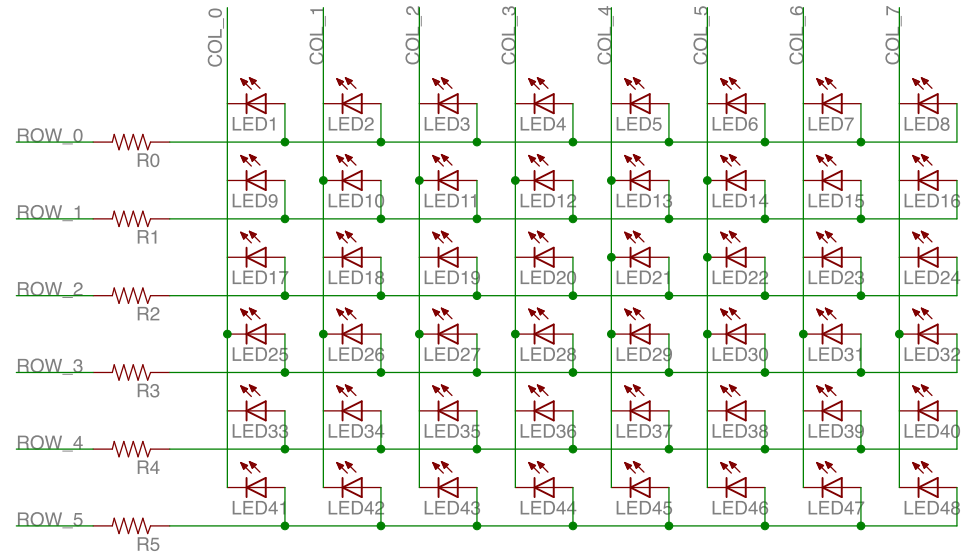 COL_0 COL_1 COL_2 COL_3 COL_4 COL_5 COL_6 COL_7
LED1 LED2 LED3 LED4 LED5 LED6 LED7 LED8
ROW_0
R0
LED9 LED10 LED11 LED12 LED13 LED14 LED15 LED16
ROW_1
R1
LED17 LED18 LED19 LED20 LED21 LED22 LED23 LED24
ROW_2
R2
LED25 LED26 LED27 LED28 LED29 LED30 LED31 LED32
ROW_3
R3
LED33 LED34 LED35 LED36 LED37 LED38 LED39 LED40
ROW_4
R4
LED41 LED42 LED43 LED44 LED45 LED46 LED47 LED48
ROW_5
R5